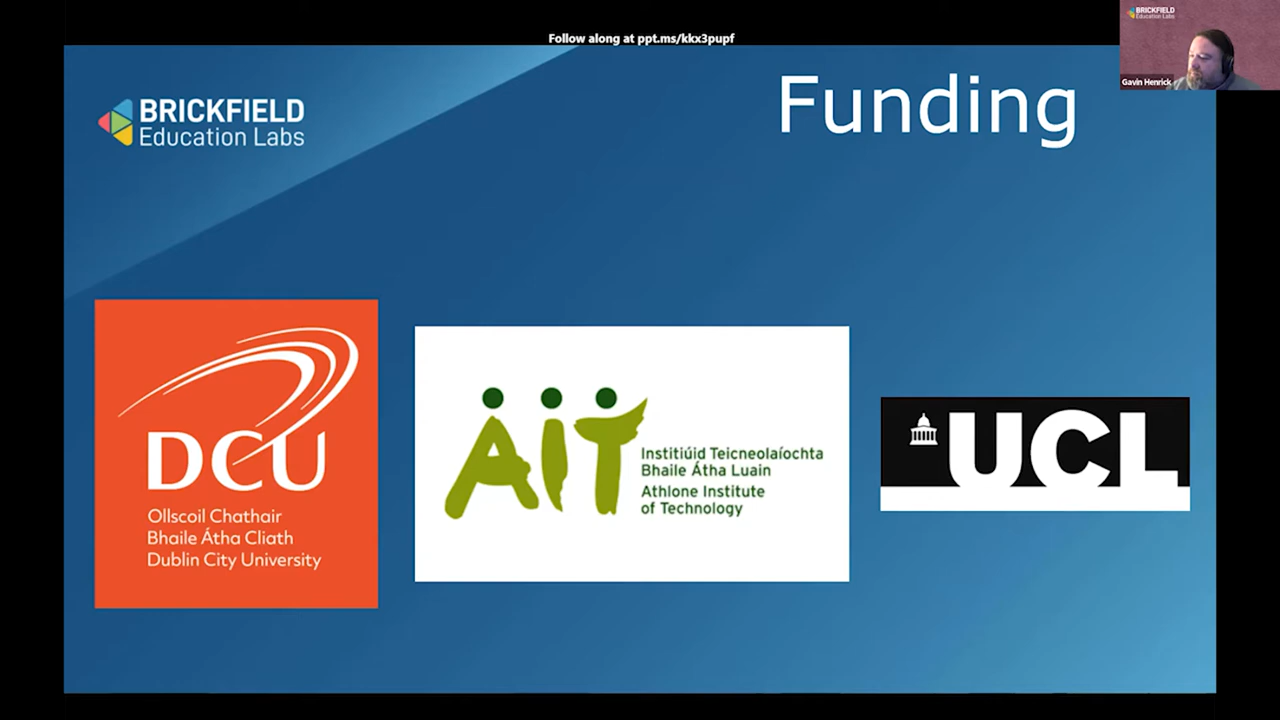 Follow along at ppt.ms/kkx3pupf
BRICKFIELD
Education Labs
Gavin Henrick
BRICKFIELD
Education Labs
Funding
DCU
Ollscoil Chathair
Bhaile Átha Cliath
Dublin City University
AIT
Institiúid Teicneolaíochta
Bhaile Átha Luain
Athlone Institute
of Technology
UCL